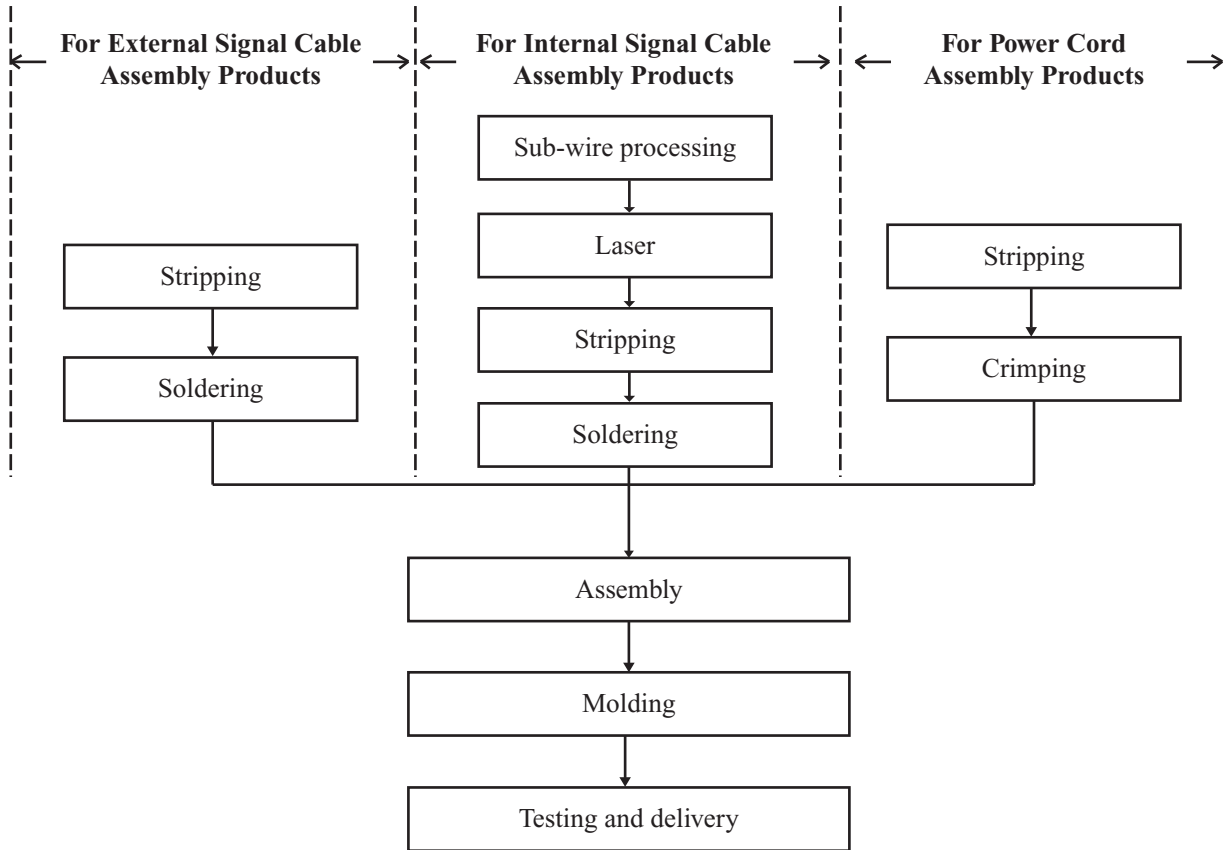 For External Signal Cable
Assembly Products
For Internal Signal Cable
Assembly Products
For Power Cord
Assembly Products
Sub-wire processing
Laser
Stripping
Stripping
Stripping
Soldering
Crimping
Soldering
Assembly
Molding
Testing and delivery